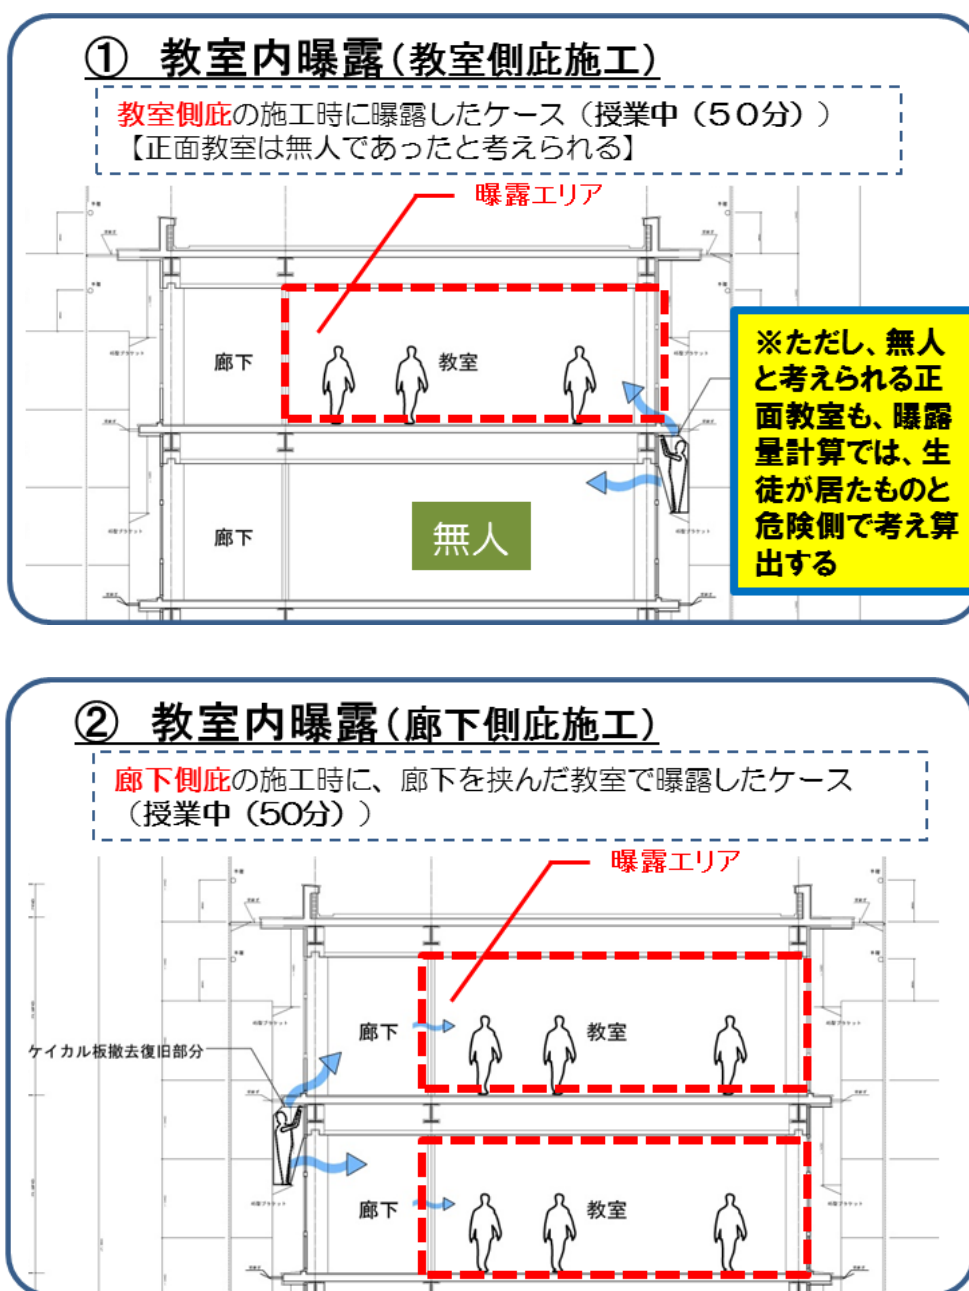 ① 教室内曝露(教室側庇施工)
教室側庇の施工時に曝露したケース(授業中(50分))
【正面教室は無人であったと考えられる】
曝露エリア
廊下
教室
※ただし、無人
と考えられる正
面教室も、曝露
量計算では、生
徒が居たものと
危険側で考え算
出する
廊下
無人
② 教室内曝露(廊下側庇施工)
廊下側庇の施工時に、廊下を挟んだ教室で曝露したケース
(授業中(50分))
曝露エリア
廊下
教室
ケイカル板撤去復旧部分
廊下
教室